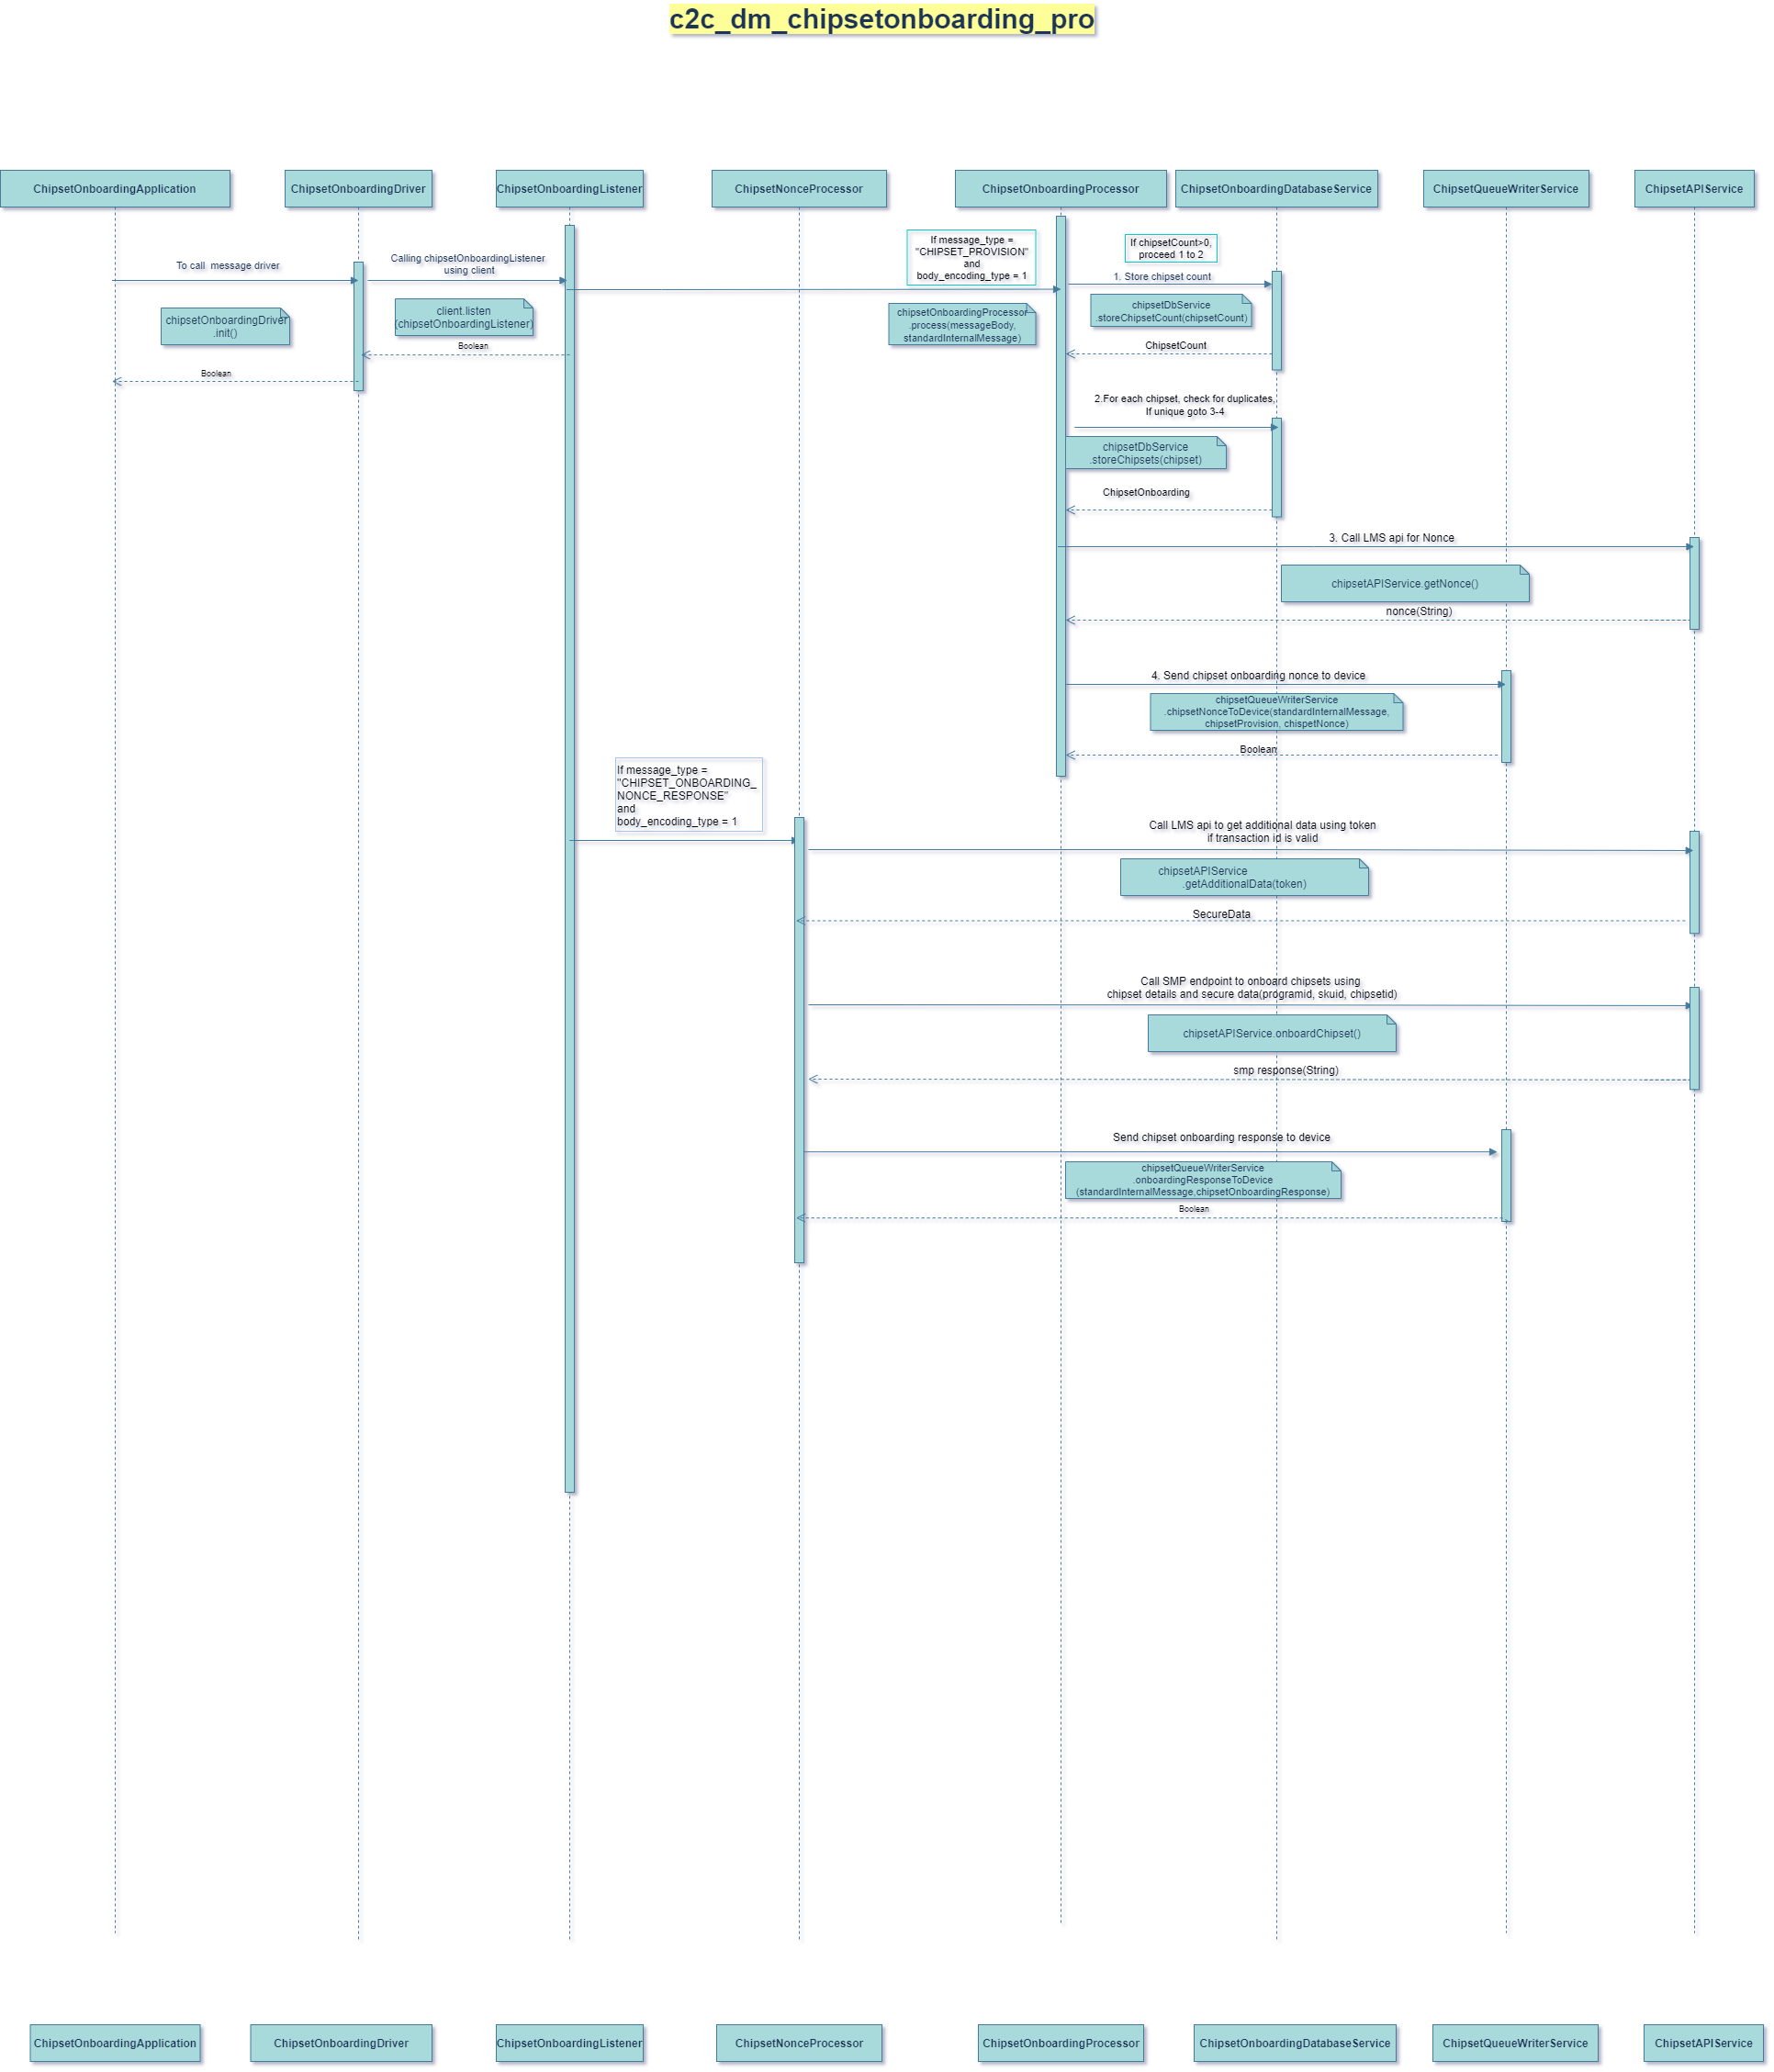 c2c_dm_chipsetonboarding_pro
ChipsetOnboardingApplication
ChipsetOnboardingDriver
ChipsetOnboardingListener
ChipsetNonceProcessor
ChipsetOnboardingProcessor
ChipsetOnboardingDatabaseService
ChipsetQueueWriterService
ChipsetAPIService
To call  message driver
chipsetOnboardingDriver
.init()
Boolean
Calling chipsetOnboardingListener
using client
client.listen
(chipsetOnboardingListener)
Boolean
If message_type =
"CHIPSET_PROVISION"
and
body_encoding_type = 1
chipsetOnboardingProcessor
.process(messageBody,
standardInternalMessage)
If chipsetCount>0,
proceed 1 to 2
1. Store chipset count
chipsetDbService
.storeChipsetCount(chipsetCount)
ChipsetCount
2.For each chipset, check for duplicates,
If unique goto 3-4
chipsetDbService
.storeChipsets(chipset)
ChipsetOnboarding
3. Call LMS api for Nonce
chipsetAPIService.getNonce()
nonce(String)
4. Send chipset onboarding nonce to device
chipsetQueueWriterService
.chipsetNonceToDevice(standardInternalMessage,
chipsetProvision, chispetNonce)
Boolean
If message_type =
"CHIPSET_ONBOARDING_
NONCE_RESPONSE"
and
body_encoding_type = 1
Call LMS api to get additional data using token
if transaction id is valid
chipsetAPIService
.getAdditionalData(token)
SecureData
Call SMP endpoint to onboard chipsets using
chipset details and secure data(programid, skuid, chipsetid)
chipsetAPIService.onboardChipset()
smp response(String)
Send chipset onboarding response to device
chipsetQueueWriterService
.onboardingResponseToDevice
(standardInternalMessage,chipsetOnboardingResponse)
Boolean
ChipsetOnboardingApplication
ChipsetOnboardingDriver
ChipsetOnboardingListener
ChipsetNonceProcessor
ChipsetOnboardingProcessor
ChipsetOnboardingDatabaseService
ChipsetQueueWriterService
ChipsetAPIService